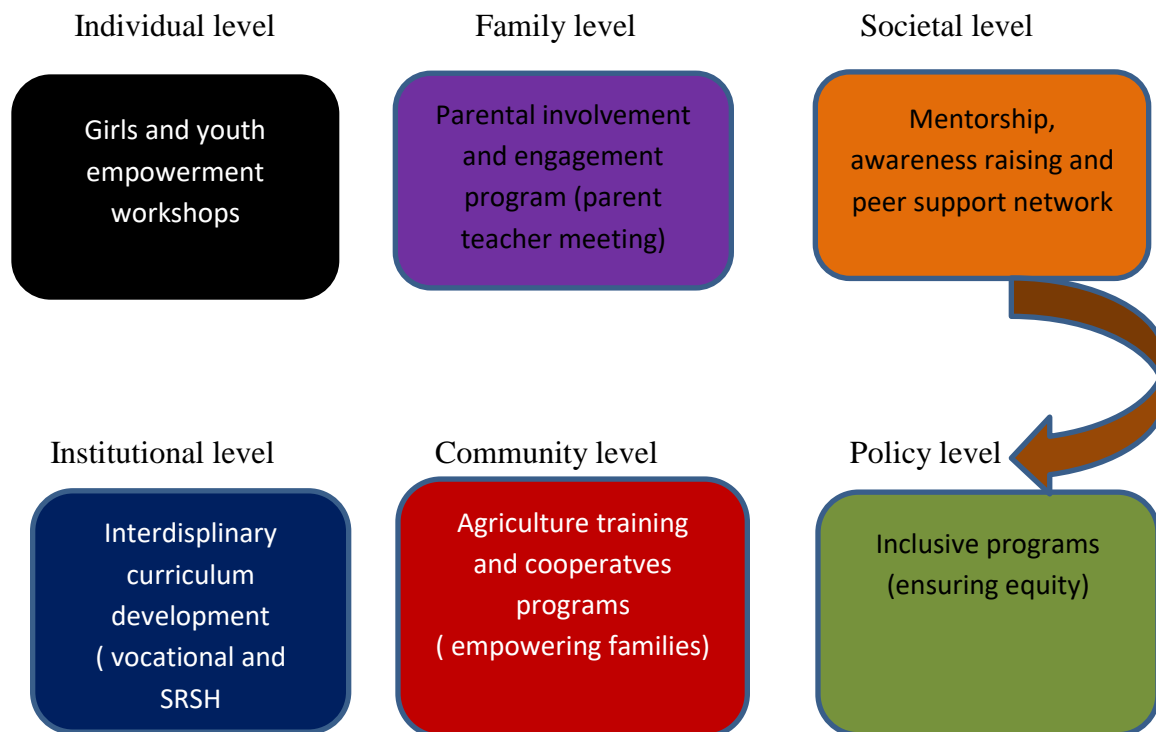 Individual level
Family level
Societal level
Girls and youth
empowerment
workshops
Parental involvement
and engagement
program (parent
teacher meeting)
Mentorship,
awareness raising and
peer support network
Institutional level
Community level
Policy level
Interdisplinary
curriculum
development
( vocational and
SRSH
Agriculture training
and cooperatves
programs
( empowering families)
Inclusive programs
(ensuring equity)